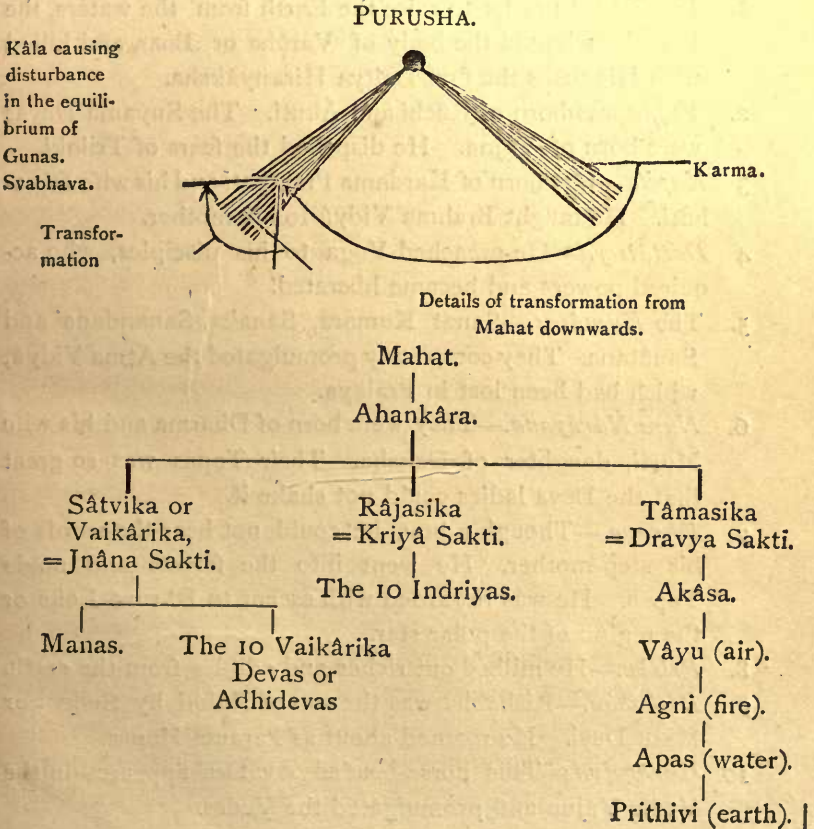 PURUSHA.
Kâla causing
disturbance
in the equili-
brium of
Gunas.
Svabhava.
Karma.
Transfor-
mation
Details of transformation from
Mahat downwards.
Mahat.
Ahankâra.
Sâtvika or
Vaikârika,
=Jnâna Sakti.
Râjasika
=Kriyâ Sakti.
Tâmasika
=Dravya Sakti.
The 10 Indriyas.
Akâsa.
Manas.
The 10 Vaikârika
Devas or
Adhidevas
Vâyu (air).
Agni (fire).
Apas (water).
Prithivi (earth).